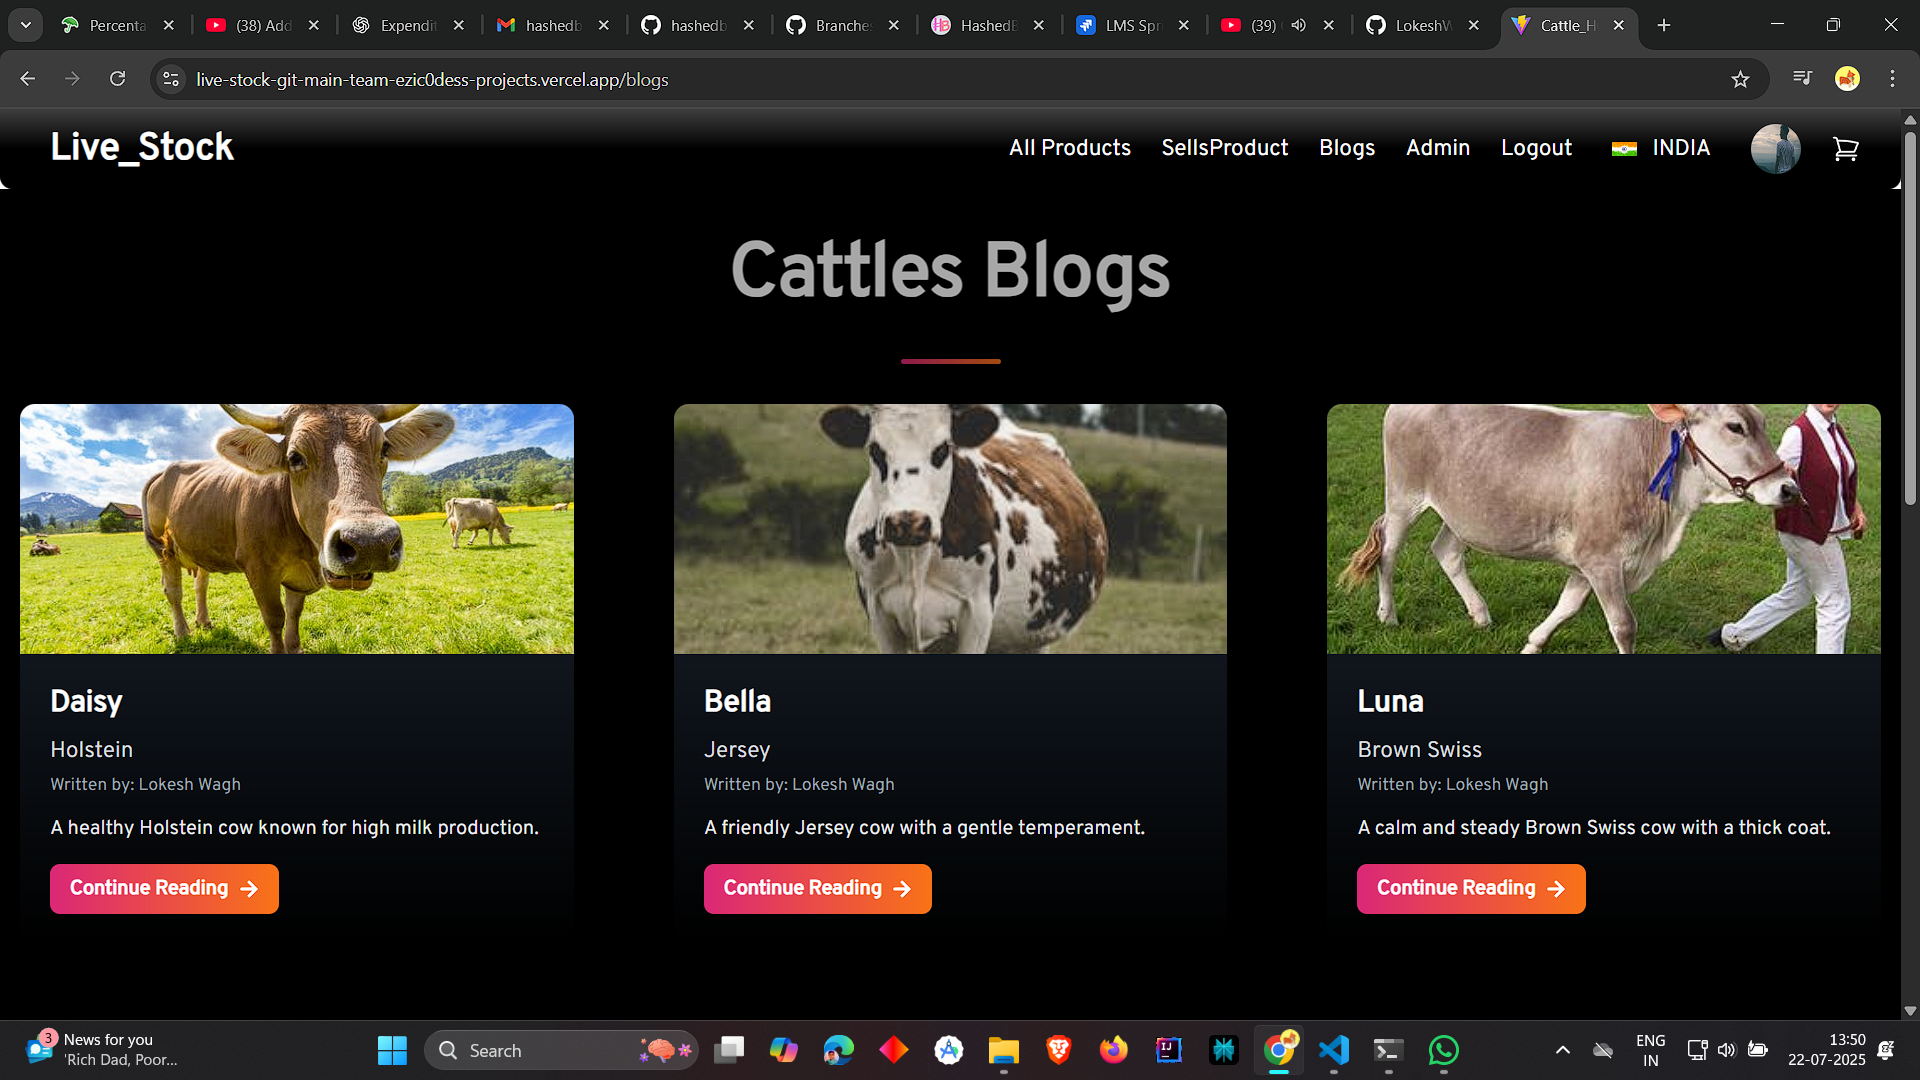 Percenta
(38) Add
Expendit
hashedb
hashedb
Branche
HashedB
LMS Spr
(39)
LokeshW
Cattle_H
live-stock-git-main-team-ezic0dess-projects.vercel.app/blogs
Live_Stock
All Products
SellsProduct
Blogs
Admin
Logout
INDIA
Cattles Blogs
Daisy
Holstein
Written by: Lokesh Wagh
A healthy Holstein cow known for high milk production.
Continue Reading →
Bella
Jersey
Written by: Lokesh Wagh
A friendly Jersey cow with a gentle temperament.
Continue Reading →
Luna
Brown Swiss
Written by: Lokesh Wagh
A calm and steady Brown Swiss cow with a thick coat.
Continue Reading →
3
News for you
'Rich Dad, Poor...
Search
IJ
ENG
IN
13:50
22-07-2025